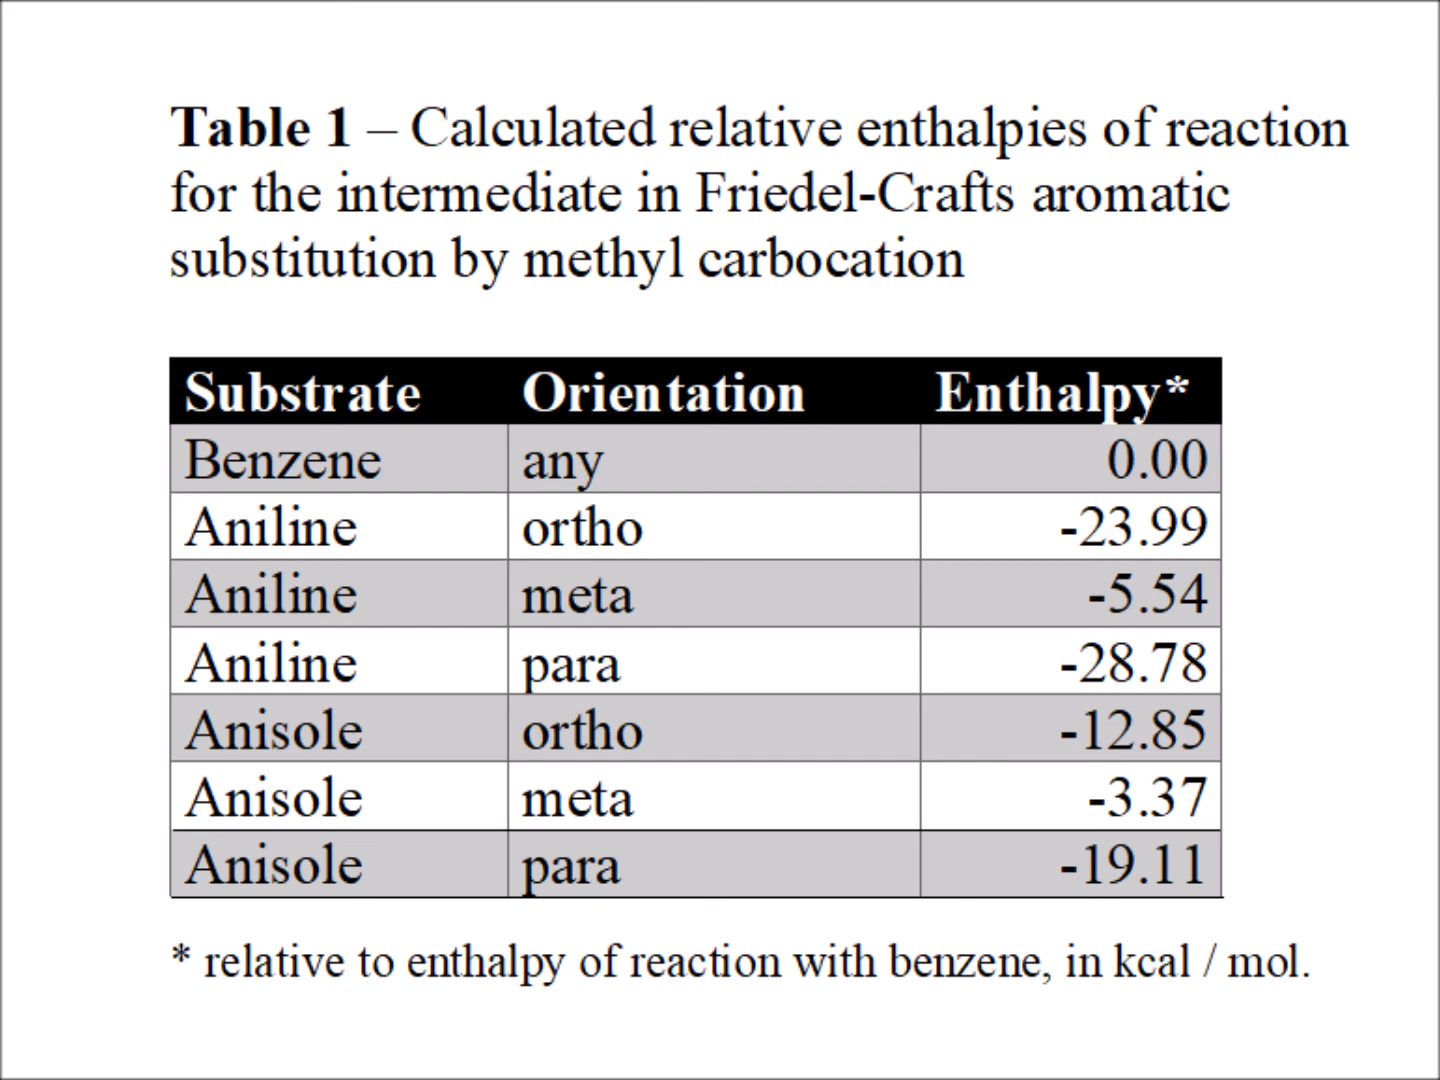 Table 1 – Calculated relative enthalpies of reaction
for the intermediate in Friedel-Crafts aromatic
substitution by methyl carbocation
Substrate Orientation Enthalpy*
Benzene any 0.00
Aniline ortho -23.99
Aniline meta -5.54
Aniline para -28.78
Anisole ortho -12.85
Anisole meta -3.37
Anisole para -19.11
* relative to enthalpy of reaction with benzene, in kcal / mol.